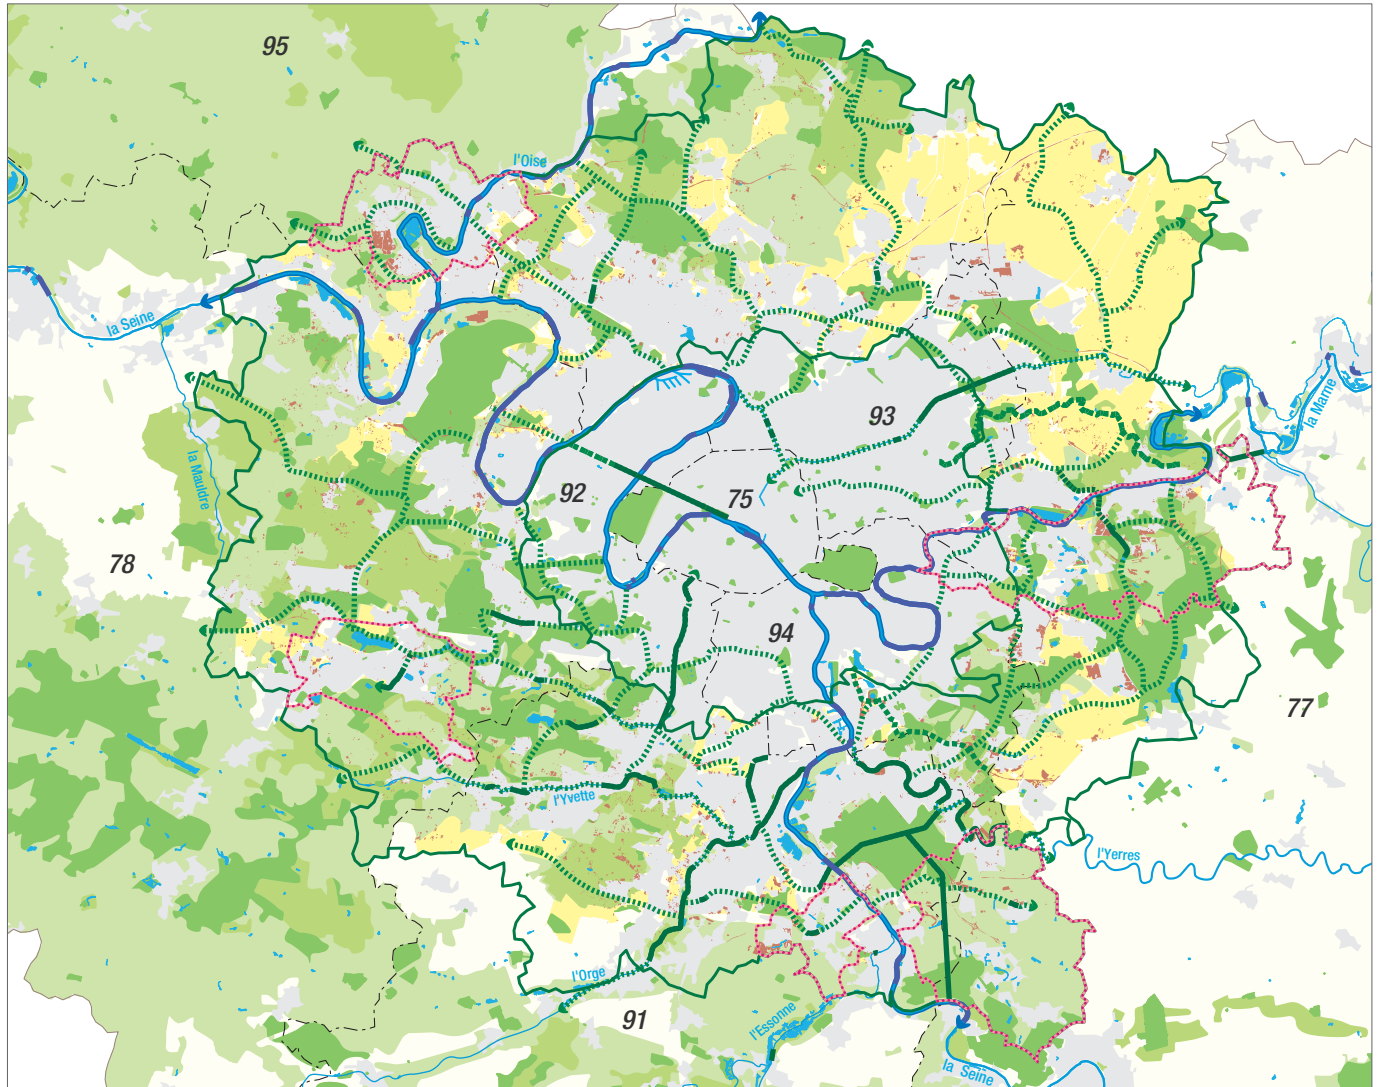 95
l'Oise
la Seine
la Marne
93
la Mauldre
92
75
78
94
77
l'Yvette
l'Yerres
l'Orge
91
l'Essonne
la Seine